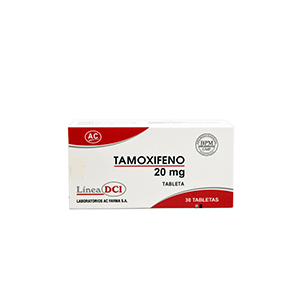 AC
TAMOXIFENO
20 mg
TABLETA
BPM
Línea DCI
LABORATORIOS AC FARMA S.A.
30 TABLETAS